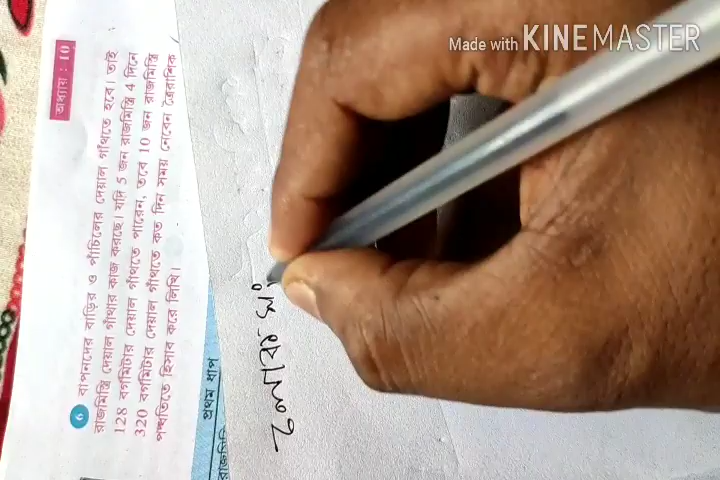 Made with KINEMASTER
অধ্যায় : 10
6 বাপনদের বাড়ির ও পাঁচিলের দেয়াল গাঁথতে হবে। তাই
রাজমিস্ত্রি দেয়াল গাঁথার কাজ করছে। যদি 5 জন রাজমিস্ত্রি 4 দিনে
128 বর্গমিটার দেয়াল গাঁথতে পারেন, তবে 10 জন রাজমিস্ত্রি
320 বর্গমিটার দেয়াল গাঁথতে কত দিন সময় নেবেন ত্রৈরাশিক
পদ্ধতিতে হিসাব করে লিখি।
প্রথম ধাপ